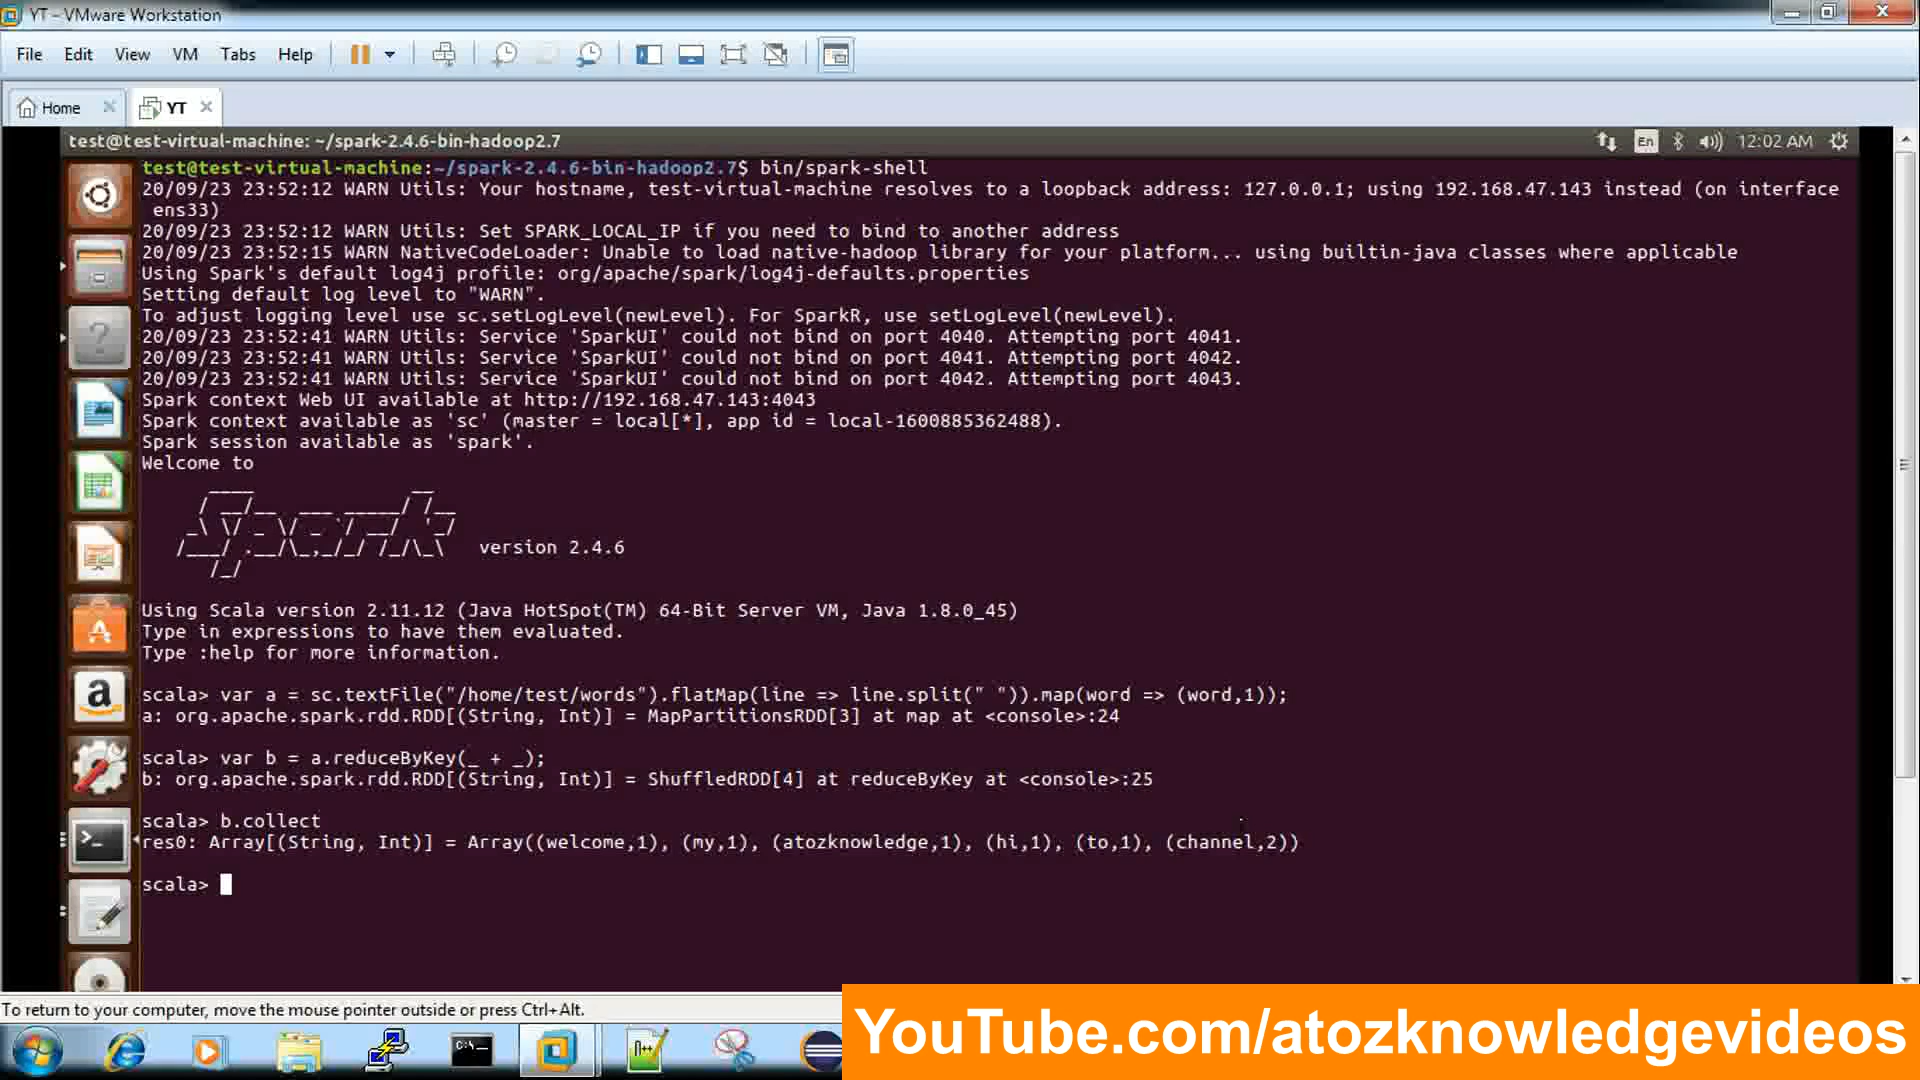 YT - VMware Workstation
File Edit View VM Tabs Help
Home YT
test@test-virtual-machine: ~/spark-2.4.6-bin-hadoop2.7 En 12:02 AM
test@test-virtual-machine:~/spark-2.4.6-bin-hadoop2.7$ bin/spark-shell
20/09/23 23:52:12 WARN Utils: Your hostname, test-virtual-machine resolves to a loopback address: 127.0.0.1; using 192.168.47.143 instead (on interface
ens33)
20/09/23 23:52:12 WARN Utils: Set SPARK_LOCAL_IP if you need to bind to another address
20/09/23 23:52:15 WARN NativeCodeLoader: Unable to load native-hadoop library for your platform... using builtin-java classes where applicable
Using Spark's default log4j profile: org/apache/spark/log4j-defaults.properties
Setting default log level to "WARN".
To adjust logging level use sc.setLogLevel(newLevel). For SparkR, use setLogLevel(newLevel).
20/09/23 23:52:41 WARN Utils: Service 'SparkUI' could not bind on port 4040. Attempting port 4041.
20/09/23 23:52:41 WARN Utils: Service 'SparkUI' could not bind on port 4041. Attempting port 4042.
20/09/23 23:52:41 WARN Utils: Service 'SparkUI' could not bind on port 4042. Attempting port 4043.
Spark context Web UI available at http://192.168.47.143:4043
Spark context available as 'sc' (master = local[*], app id = local-1600885362488).
Spark session available as 'spark'.
Welcome to
Spark version 2.4.6
Using Scala version 2.11.12 (Java HotSpot(TM) 64-Bit Server VM, Java 1.8.0_45)
Type in expressions to have them evaluated.
Type :help for more information.
scala> var a = sc.textFile("/home/test/words").flatMap(line => line.split(" ")).map(word => (word,1));
a: org.apache.spark.rdd.RDD[(String, Int)] = MapPartitionsRDD[3] at map at <console>:24
scala> var b = a.reduceByKey(_ + _);
b: org.apache.spark.rdd.RDD[(String, Int)] = ShuffledRDD[4] at reduceByKey at <console>:25
scala> b.collect
res0: Array[(String, Int)] = Array((welcome,1), (my,1), (atozknowledge,1), (hi,1), (to,1), (channel,2))
scala>
To return to your computer, move the mouse pointer outside or press Ctrl+Alt.
YouTube.com/atozknowledgevideos